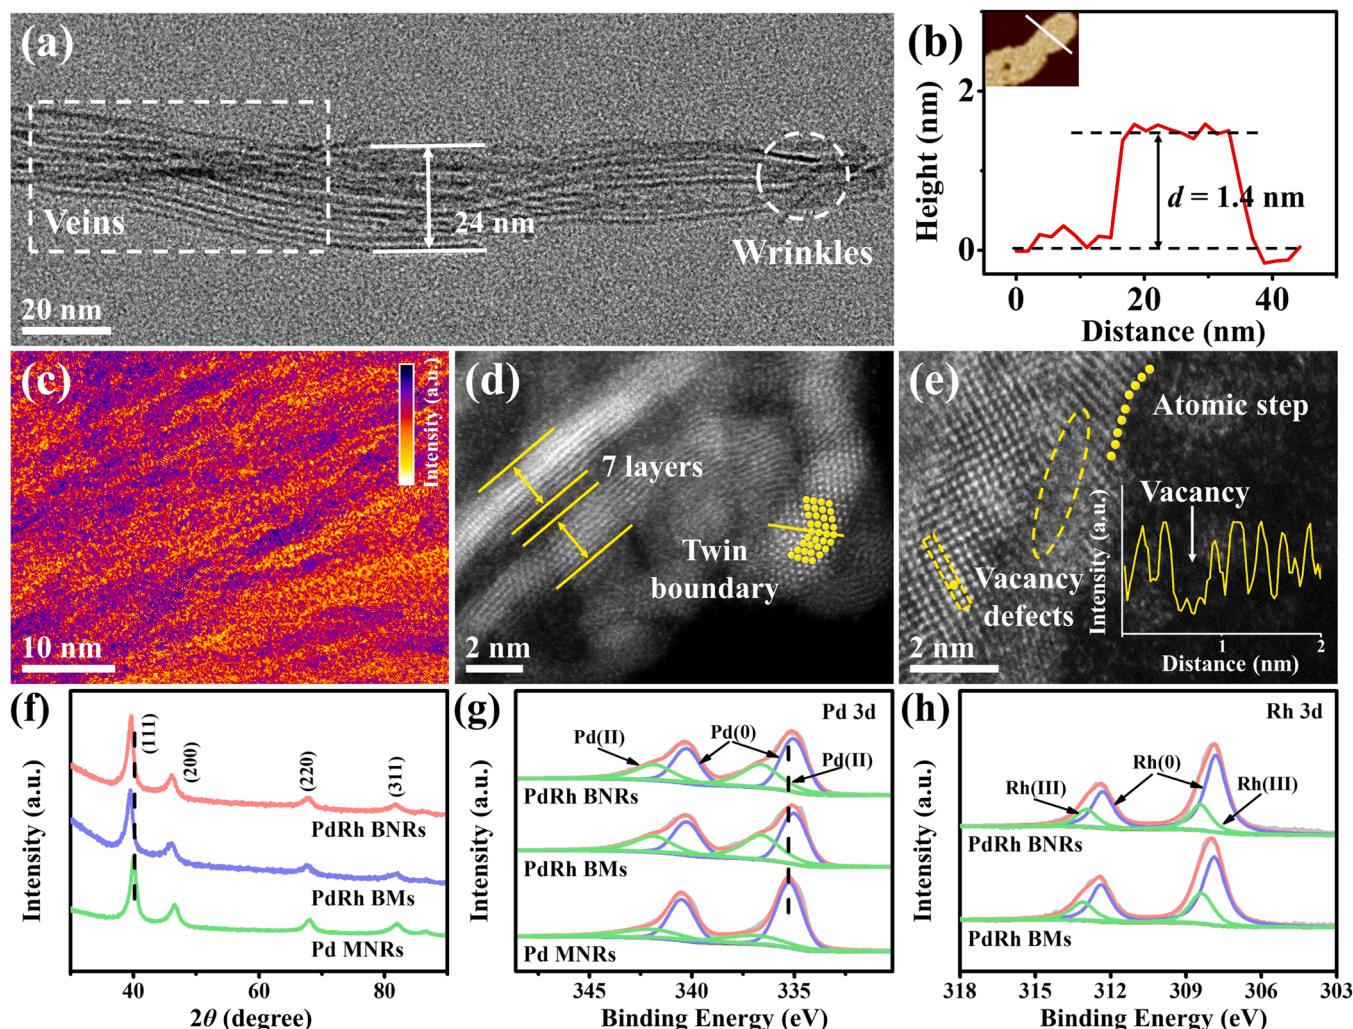 (a)
Veins
24 nm
Wrinkles
20 nm
(b)
Height (nm)
2
0
d = 1.4 nm
0 20 40
Distance (nm)
(c)
Intensity (a.u.)
10 nm
(d)
7 layers
Twin
boundary
2 nm
(e)
Atomic step
Vacancy
Vacancy
defects
Intensity (a.u.)
1 2
Distance (nm)
2 nm
(f)
(111)
(200)
(220)
(311)
PdRh BNRs
PdRh BMs
Pd MNRs
Intensity (a.u.)
40 60 80
2θ (degree)
(g)
Pd 3d
Pd(II)
Pd(0)
Pd(II)
PdRh BNRs
PdRh BMs
Pd MNRs
Intensity (a.u.)
345 340 335
Binding Energy (eV)
(h)
Rh 3d
Rh(III)
Rh(0)
Rh(III)
PdRh BNRs
PdRh BMs
Intensity (a.u.)
318 315 312 309 306 303
Binding Energy (eV)